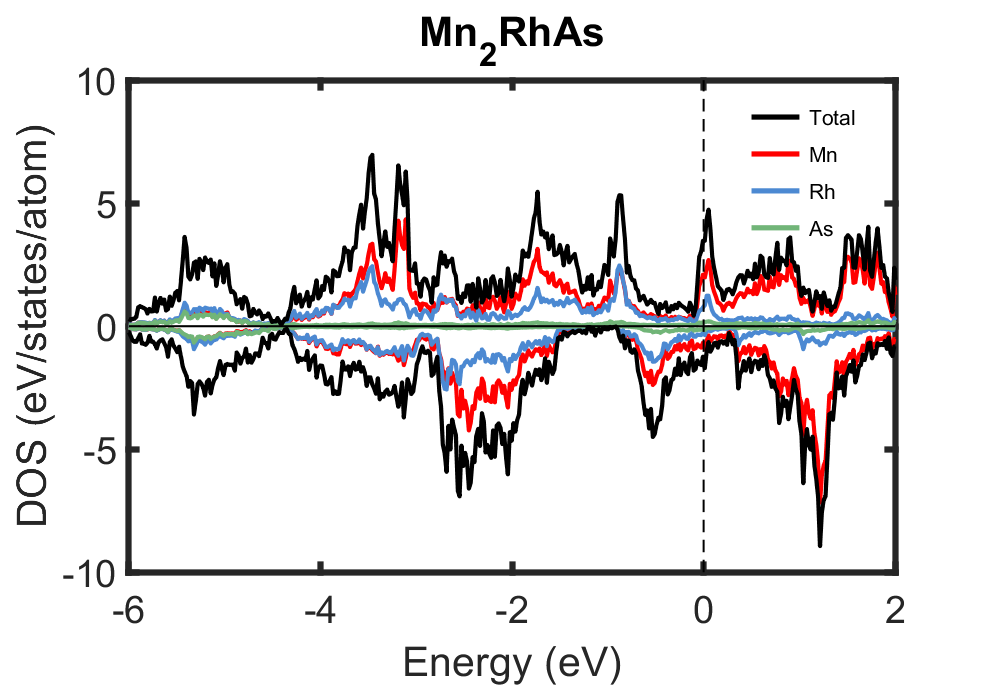 Mn₂RhAs
DOS (eV/states/atom)
10
5
0
-5
-10
Total
Mn
Rh
As
-6 -4 -2 0 2
Energy (eV)